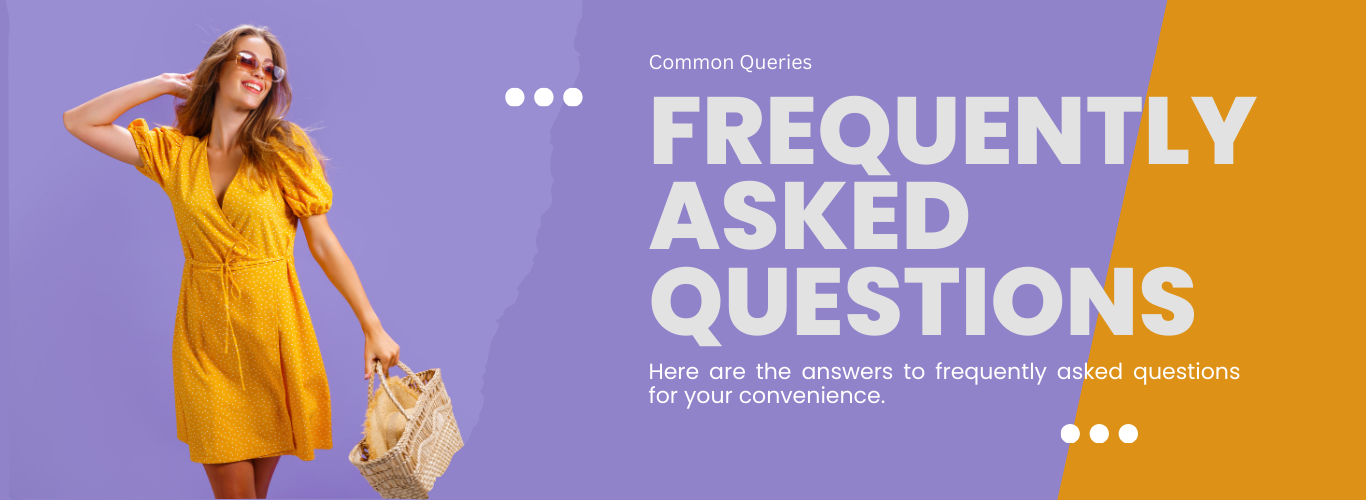 Common Queries
FREQUENTLY
ASKED
QUESTIONS
Here are the answers to frequently asked questions
for your convenience.